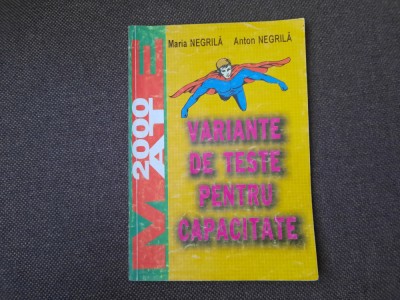 Maria NEGRILĂ Anton NEGRILĂ
MATE 2000
VARIANTE
DE TESTE
PENTRU
CAPACITATE